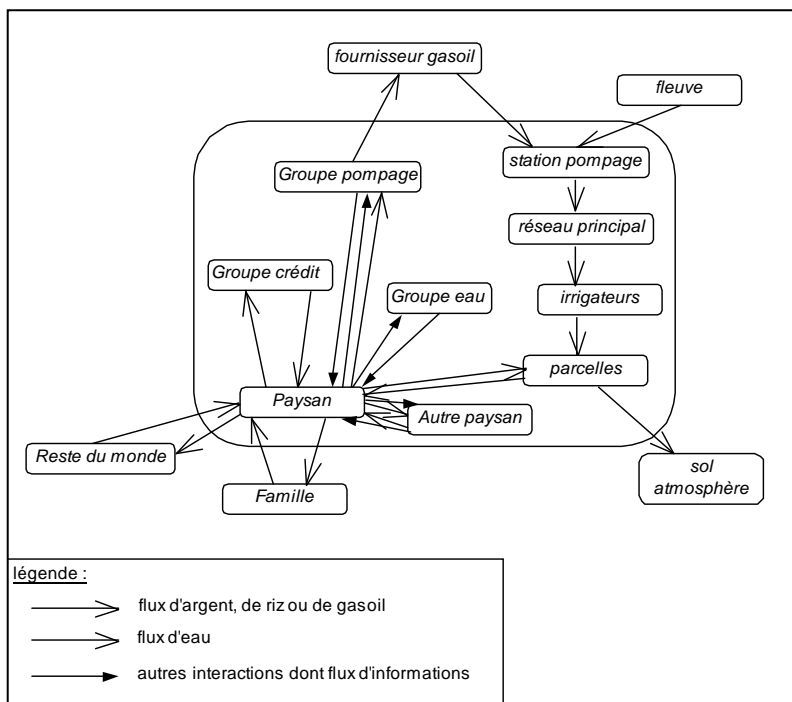 fournisseur gasoil
fleuve
Groupe pompage
station pompage
réseau principal
Groupe crédit
Groupe eau
irrigateurs
parcelles
Paysan
Autre paysan
Reste du monde
Famille
sol
atmosphère
légende :
flux d'argent, de riz ou de gasoil
flux d'eau
autres interactions dont flux d'informations